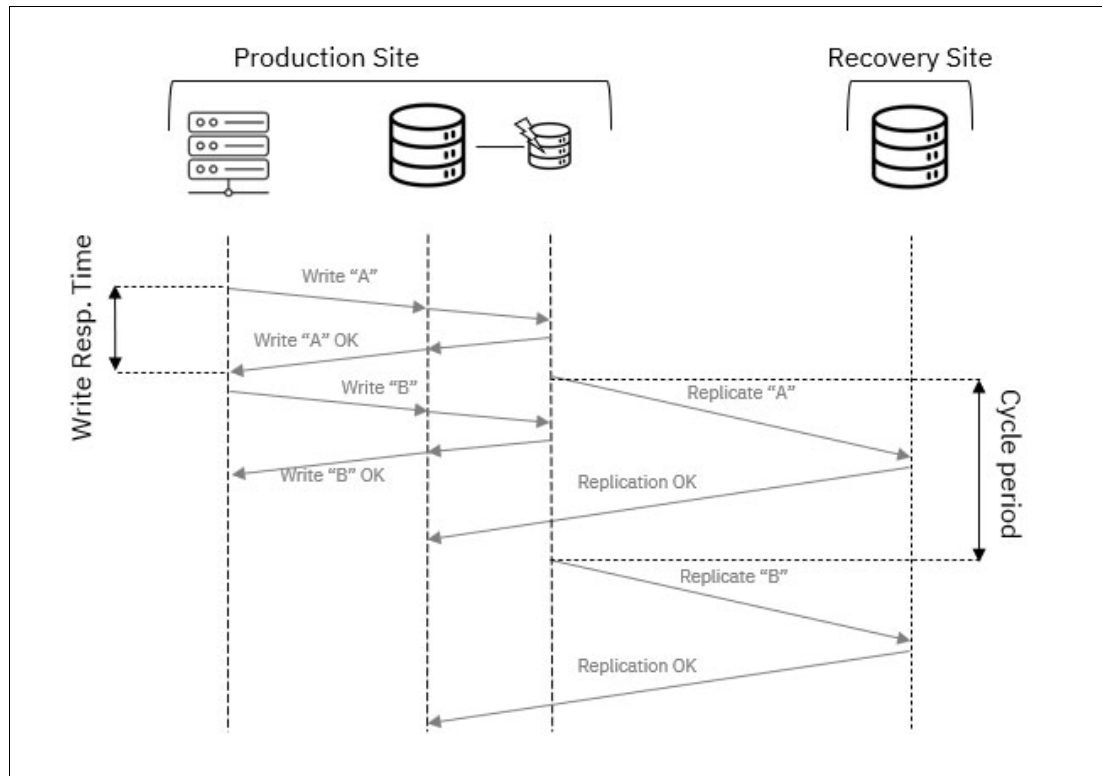 Production Site
Recovery Site
Write Resp. Time
Write “A”
Write “A” OK
Write “B”
Replicate “A”
Cycle period
Write “B” OK
Replication OK
Replicate “B”
Replication OK